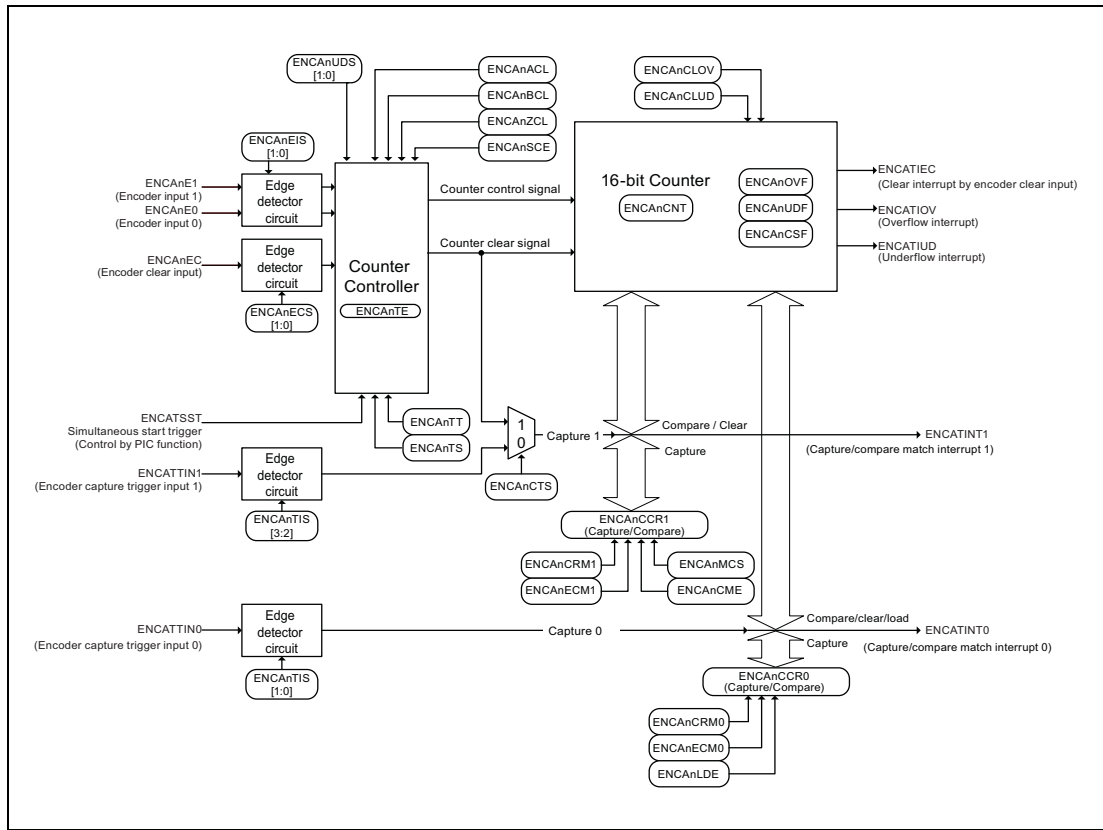 ENCAnUDS
[1:0]
ENCAnACL
ENCAnBCL
ENCAnZCL
ENCAnSCE
ENCAnCLOV
ENCAnCLUD
ENCAnEIS
[1:0]
ENCAnE1
(Encoder input 1)
ENCAnE0
(Encoder input 0)
Edge
detector
circuit
ENCAnEC
(Encoder clear input)
Edge
detector
circuit
ENCAnECS
[1:0]
Counter
Controller
ENCAnTE
Counter control signal
Counter clear signal
16-bit Counter
ENCAnCNT
ENCAnOVF
ENCAnUDF
ENCAnCSF
ENCATIEC
(Clear interrupt by encoder clear input)
ENCATIOV
(Overflow interrupt)
ENCATIUD
(Underflow interrupt)
ENCATSST
Simultaneous start trigger
(Control by PIC function)
ENCAnTT
ENCAnTS
1
0
Capture 1
ENCAnCTS
Compare / Clear
Capture
ENCATINT1
(Capture/compare match interrupt 1)
ENCATTIN1
(Encoder capture trigger input 1)
Edge
detector
circuit
ENCAnTIS
[3:2]
ENCAnCCR1
(Capture/Compare)
ENCAnCRM1
ENCAnECM1
ENCAnMCS
ENCAnCME
ENCATTIN0
(Encoder capture trigger input 0)
Edge
detector
circuit
ENCAnTIS
[1:0]
Capture 0
Compare/clear/load
Capture
ENCATINT0
(Capture/compare match interrupt 0)
ENCAnCCR0
(Capture/Compare)
ENCAnCRM0
ENCAnECM0
ENCAnLDE